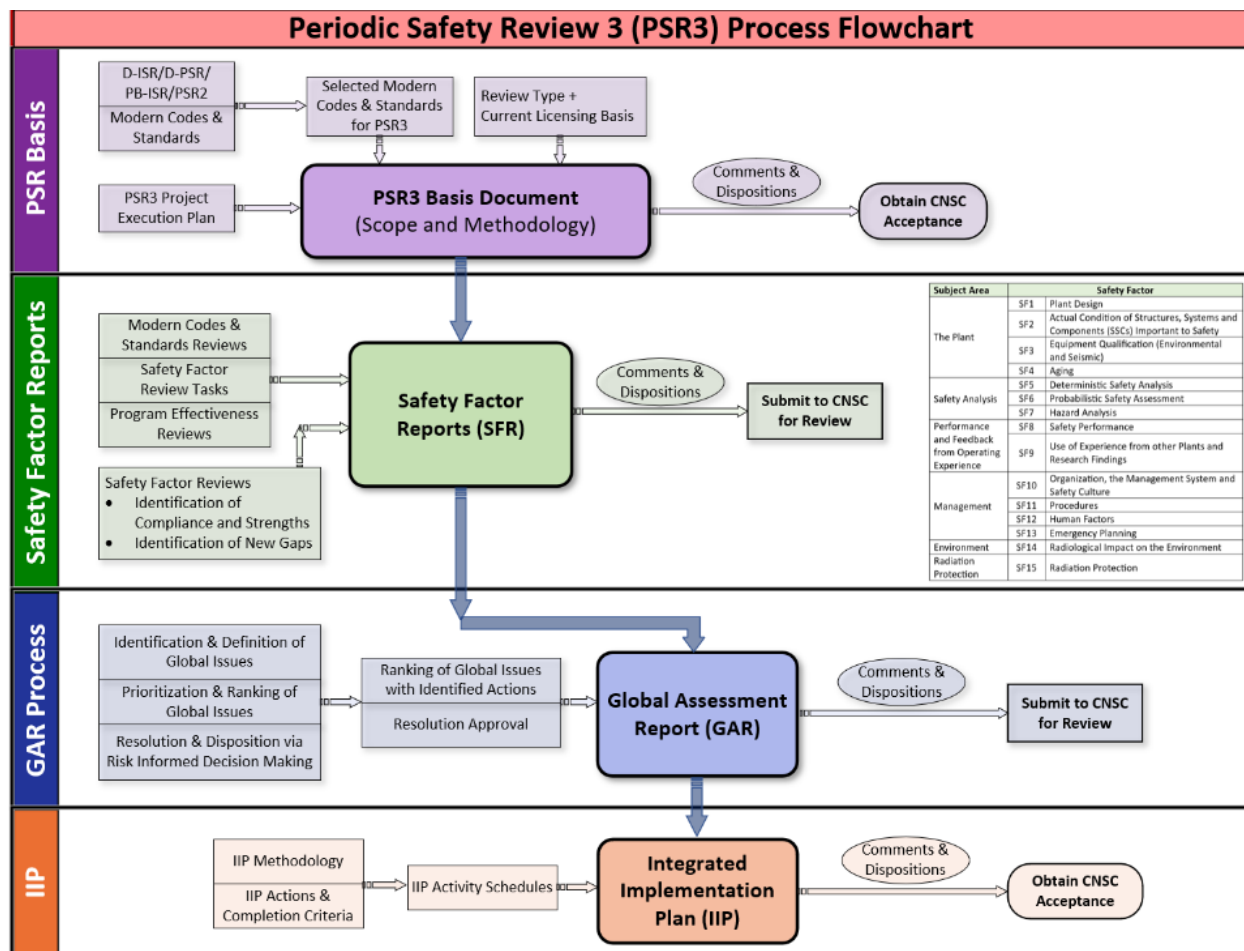 Periodic Safety Review 3 (PSR3) Process Flowchart
PSR Basis
D-ISR/D-PSR/
PB-ISR/PSR2
Modern Codes &
Standards
Selected Modern
Codes & Standards
for PSR3
Review Type +
Current Licensing Basis
PSR3 Project
Execution Plan
PSR3 Basis Document
(Scope and Methodology)
Comments &
Dispositions
Obtain CNSC
Acceptance
Safety Factor Reports
Modern Codes &
Standards Reviews
Safety Factor
Review Tasks
Program Effectiveness
Reviews
Safety Factor Reviews
• Identification of
Compliance and Strengths
• Identification of New Gaps
Safety Factor
Reports (SFR)
Comments &
Dispositions
Submit to CNSC
for Review
Subject Area Safety Factor
The Plant
SF1 Plant Design
SF2 Actual Condition of Structures, Systems and
Components (SSCs) Important to Safety
SF3 Equipment Qualification (Environmental
and Seismic)
SF4 Aging
Safety Analysis
SF5 Deterministic Safety Analysis
SF6 Probabilistic Safety Assessment
SF7 Hazard Analysis
Performance
and Feedback
from Operating
Experience
SF8 Safety Performance
SF9 Use of Experience from other Plants and
Research Findings
Management
SF10 Organization, the Management System and
Safety Culture
SF11 Procedures
SF12 Human Factors
SF13 Emergency Planning
Environment SF14 Radiological Impact on the Environment
Radiation
Protection
SF15 Radiation Protection
GAR Process
Identification & Definition of
Global Issues
Prioritization & Ranking of
Global Issues
Resolution & Disposition via
Risk Informed Decision Making
Ranking of Global Issues
with Identified Actions
Resolution Approval
Global Assessment
Report (GAR)
Comments &
Dispositions
Submit to CNSC
for Review
IIP
IIP Methodology
IIP Actions &
Completion Criteria
IIP Activity Schedules
Integrated
Implementation
Plan (IIP)
Comments &
Dispositions
Obtain CNSC
Acceptance